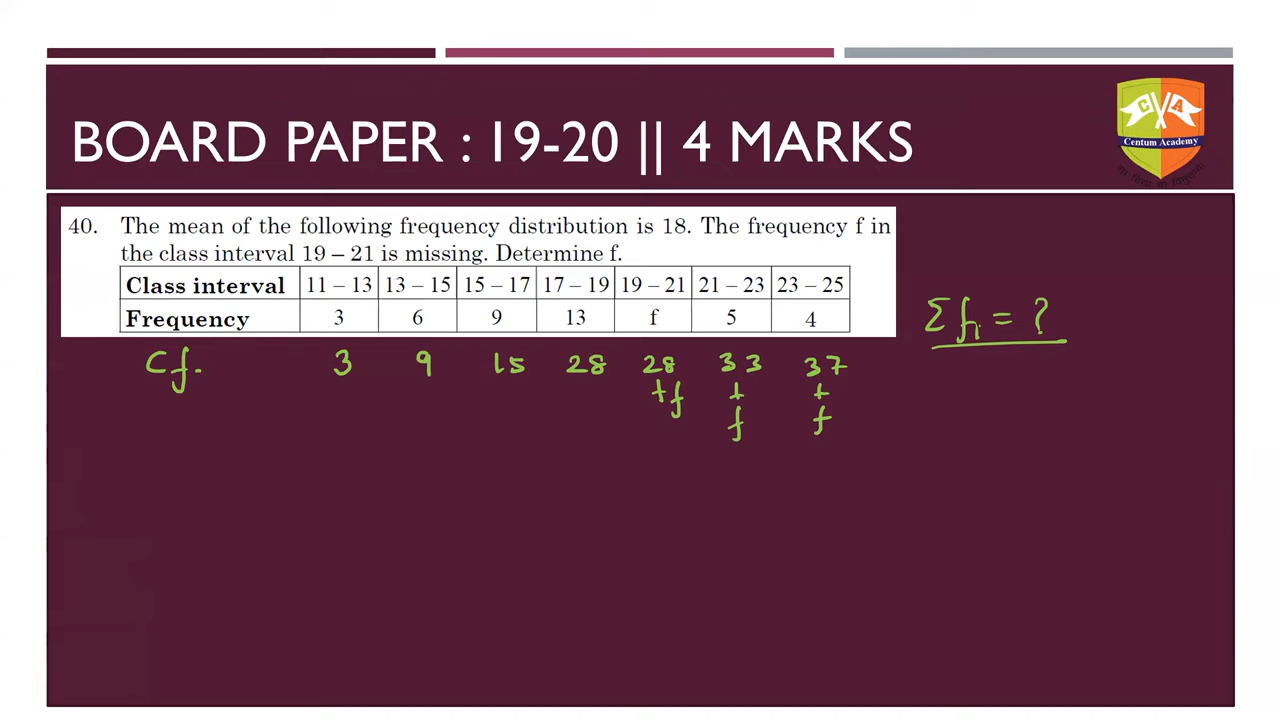 BOARD PAPER : 19-20 || 4 MARKS
C A
Centum Academy
40. The mean of the following frequency distribution is 18. The frequency f in
the class interval 19 – 21 is missing. Determine f.
Class interval 11 – 13 13 – 15 15 – 17 17 – 19 19 – 21 21 – 23 23 – 25
Frequency 3 6 9 13 f 5 4
Σfi = ?
Cf. 3 9 15 28 28 33 37
+f + +
f f